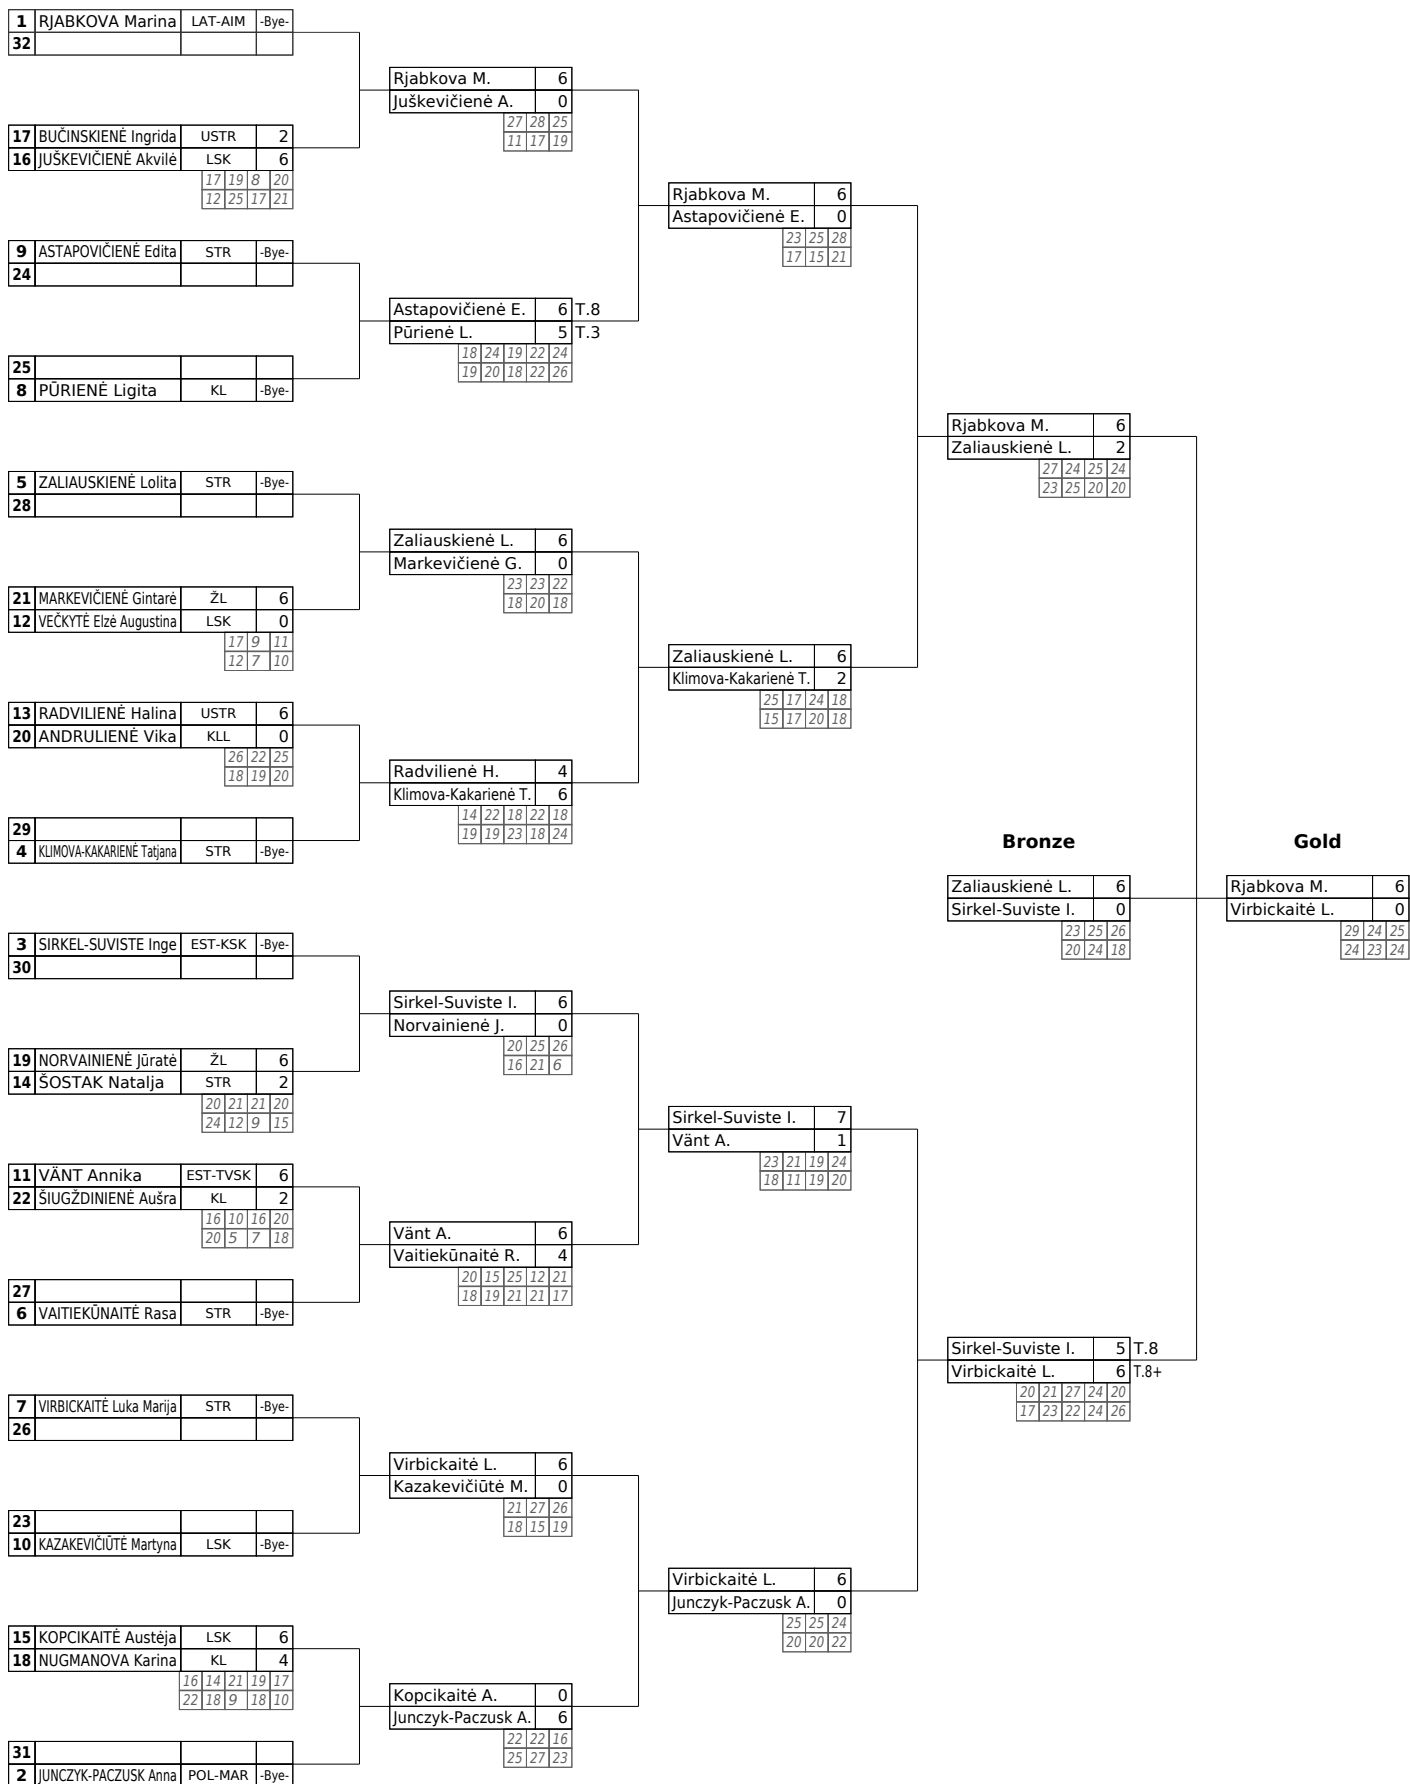 1 RJABKOVA Marina LAT-AIM -Bye-
32
Rjabkova M. 6
Juškevičienė A. 0
27 28 25
11 17 19
17 BUČINSKIENĖ Ingrida USTR 2
16 JUŠKEVIČIENĖ Akvilė LSK 6
17 19 8 20
12 25 17 21
Rjabkova M. 6
Astapovičienė E. 0
23 25 28
17 15 21
9 ASTAPOVIČIENĖ Edita STR -Bye-
24
Astapovičienė E. 6 T.8
Pūrienė L. 5 T.3
18 24 19 22 24
19 20 18 22 26
25
8 PŪRIENĖ Ligita KL -Bye-
Rjabkova M. 6
Zaliauskienė L. 2
27 24 25 24
23 25 20 20
5 ZALIAUSKIENĖ Lolita STR -Bye-
28
Zaliauskienė L. 6
Markevičienė G. 0
23 23 22
18 20 18
21 MARKEVIČIENĖ Gintarė ŽL 6
12 VEČKYTĖ Elzė Augustina LSK 0
17 9 11
12 7 10
Zaliauskienė L. 6
Klimova-Kakarienė T. 2
25 17 24 18
15 17 20 18
13 RADVILIENĖ Halina USTR 6
20 ANDRULIENĖ Vika KLL 0
26 22 25
18 19 20
Radvilienė H. 4
Klimova-Kakarienė T. 6
14 22 18 22 18
19 19 23 18 24
29
4 KLIMOVA-KAKARIENĖ Tatjana STR -Bye-
Bronze Gold
Zaliauskienė L. 6 Rjabkova M. 6
Sirkel-Suviste I. 0 Virbickaitė L. 0
23 25 26 29 24 25
20 24 18 24 23 24
3 SIRKEL-SUVISTE Inge EST-KSK -Bye-
30
Sirkel-Suviste I. 6
Norvainienė J. 0
20 25 26
16 21 6
19 NORVAINIENĖ Jūratė ŽL 6
14 ŠOSTAK Natalja STR 2
20 21 21 20
24 12 9 15
Sirkel-Suviste I. 7
Vänt A. 1
23 21 19 24
18 11 19 20
11 VÄNT Annika EST-TVSK 6
22 ŠIUGŽDINIENĖ Aušra KL 2
16 10 16 20
20 5 7 18
Vänt A. 6
Vaitiekūnaitė R. 4
20 15 25 12 21
18 19 21 21 17
27
6 VAITIEKŪNAITĖ Rasa STR -Bye-
Sirkel-Suviste I. 5 T.8
Virbickaitė L. 6 T.8+
20 21 27 24 20
17 23 22 24 26
7 VIRBICKAITĖ Luka Marija STR -Bye-
26
Virbickaitė L. 6
Kazakevičiūtė M. 0
21 27 26
18 15 19
23
10 KAZAKEVIČIŪTĖ Martyna LSK -Bye-
Virbickaitė L. 6
Junczyk-Paczusk A. 0
25 25 24
20 20 22
15 KOPCIKAITĖ Austėja LSK 6
18 NUGMANOVA Karina KL 4
16 14 21 19 17
22 18 9 18 10
Kopcikaitė A. 0
Junczyk-Paczusk A. 6
22 22 16
25 27 23
31
2 JUNCZYK-PACZUSK Anna POL-MAR -Bye-